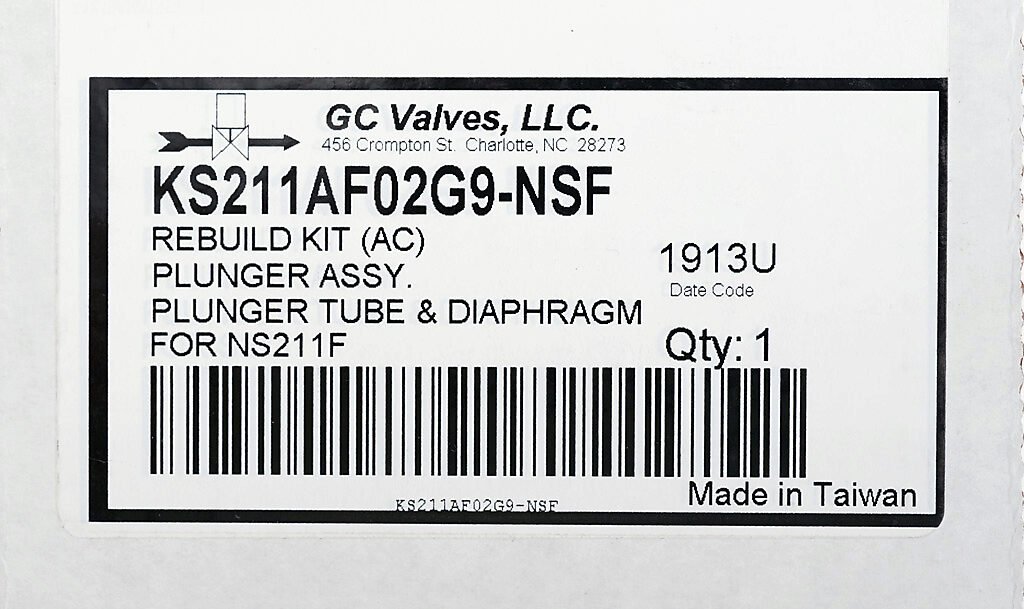 GC Valves, LLC.
456 Crompton St. Charlotte, NC 28273
KS211AF02G9-NSF
REBUILD KIT (AC)
PLUNGER ASSY.
PLUNGER TUBE & DIAPHRAGM
FOR NS211F
1913U
Date Code
Qty: 1
KS211AF02G9-NSF
Made in Taiwan